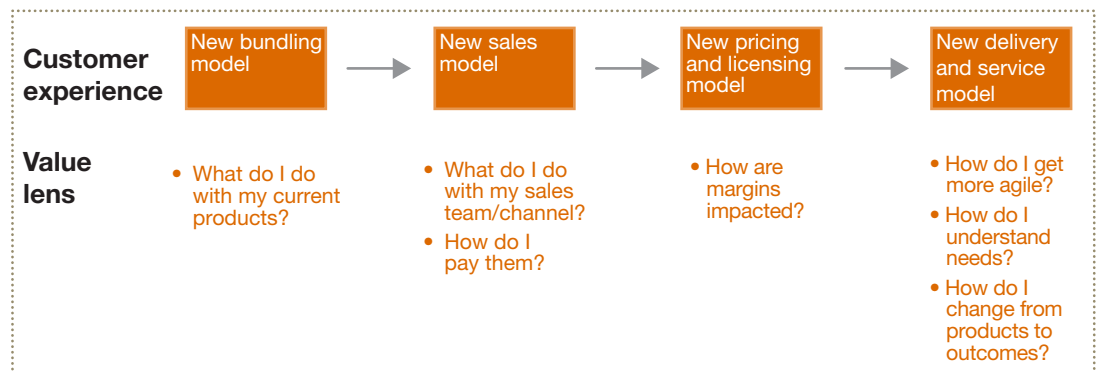 Customer
experience
New bundling
model
New sales
model
New pricing
and licensing
model
New delivery
and service
model
Value
lens
• What do I do
with my current
products?
• What do I do
with my sales
team/channel?
• How do I
pay them?
• How are
margins
impacted?
• How do I get
more agile?
• How do I
understand
needs?
• How do I
change from
products to
outcomes?